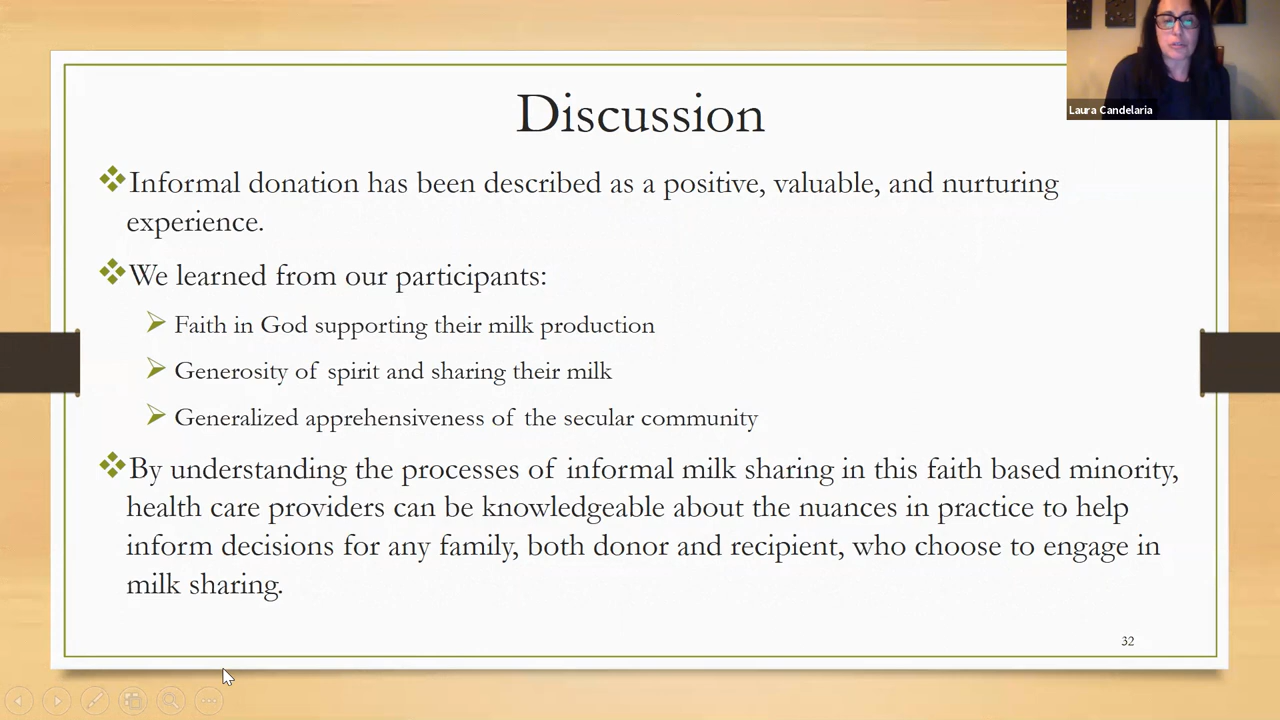 Laura Candelaria
Discussion
Informal donation has been described as a positive, valuable, and nurturing
experience.
We learned from our participants:
Faith in God supporting their milk production
Generosity of spirit and sharing their milk
Generalized apprehensiveness of the secular community
By understanding the processes of informal milk sharing in this faith based minority,
health care providers can be knowledgeable about the nuances in practice to help
inform decisions for any family, both donor and recipient, who choose to engage in
milk sharing.
32